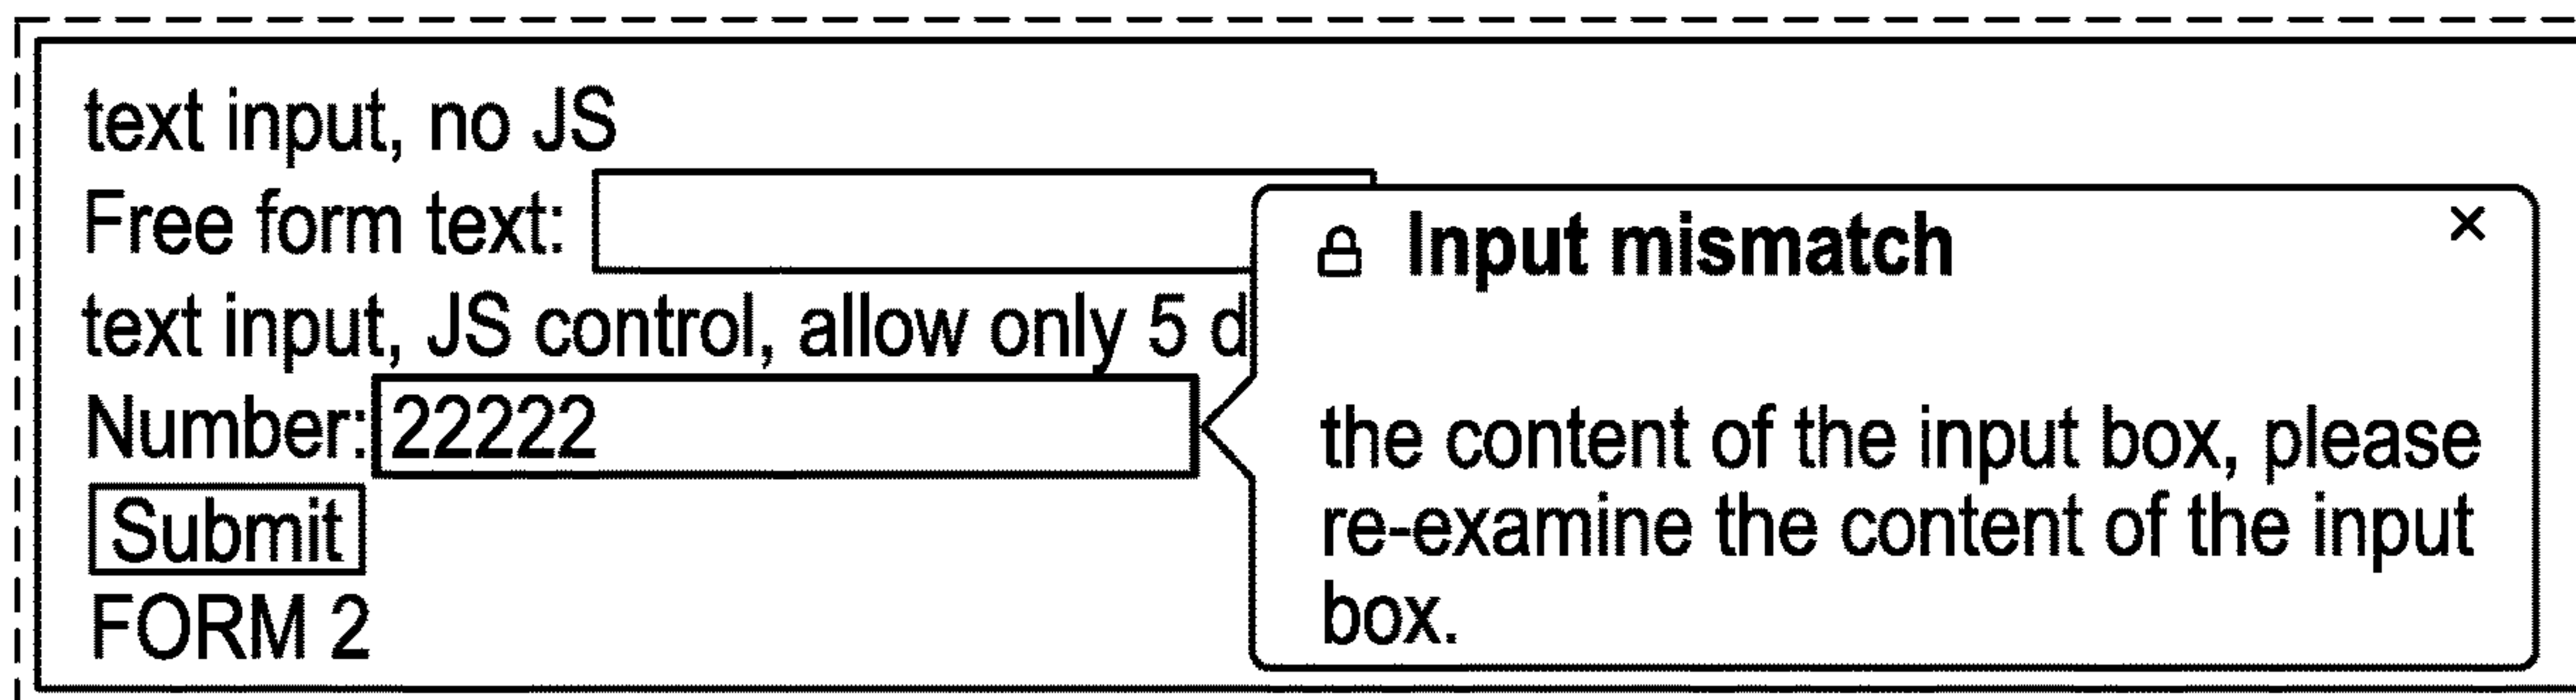 text input, no JS
Free form text:
text input, JS control, allow only 5 d
Number: 22222
Submit
FORM 2
Input mismatch ×
the content of the input box, please
re-examine the content of the input
box.